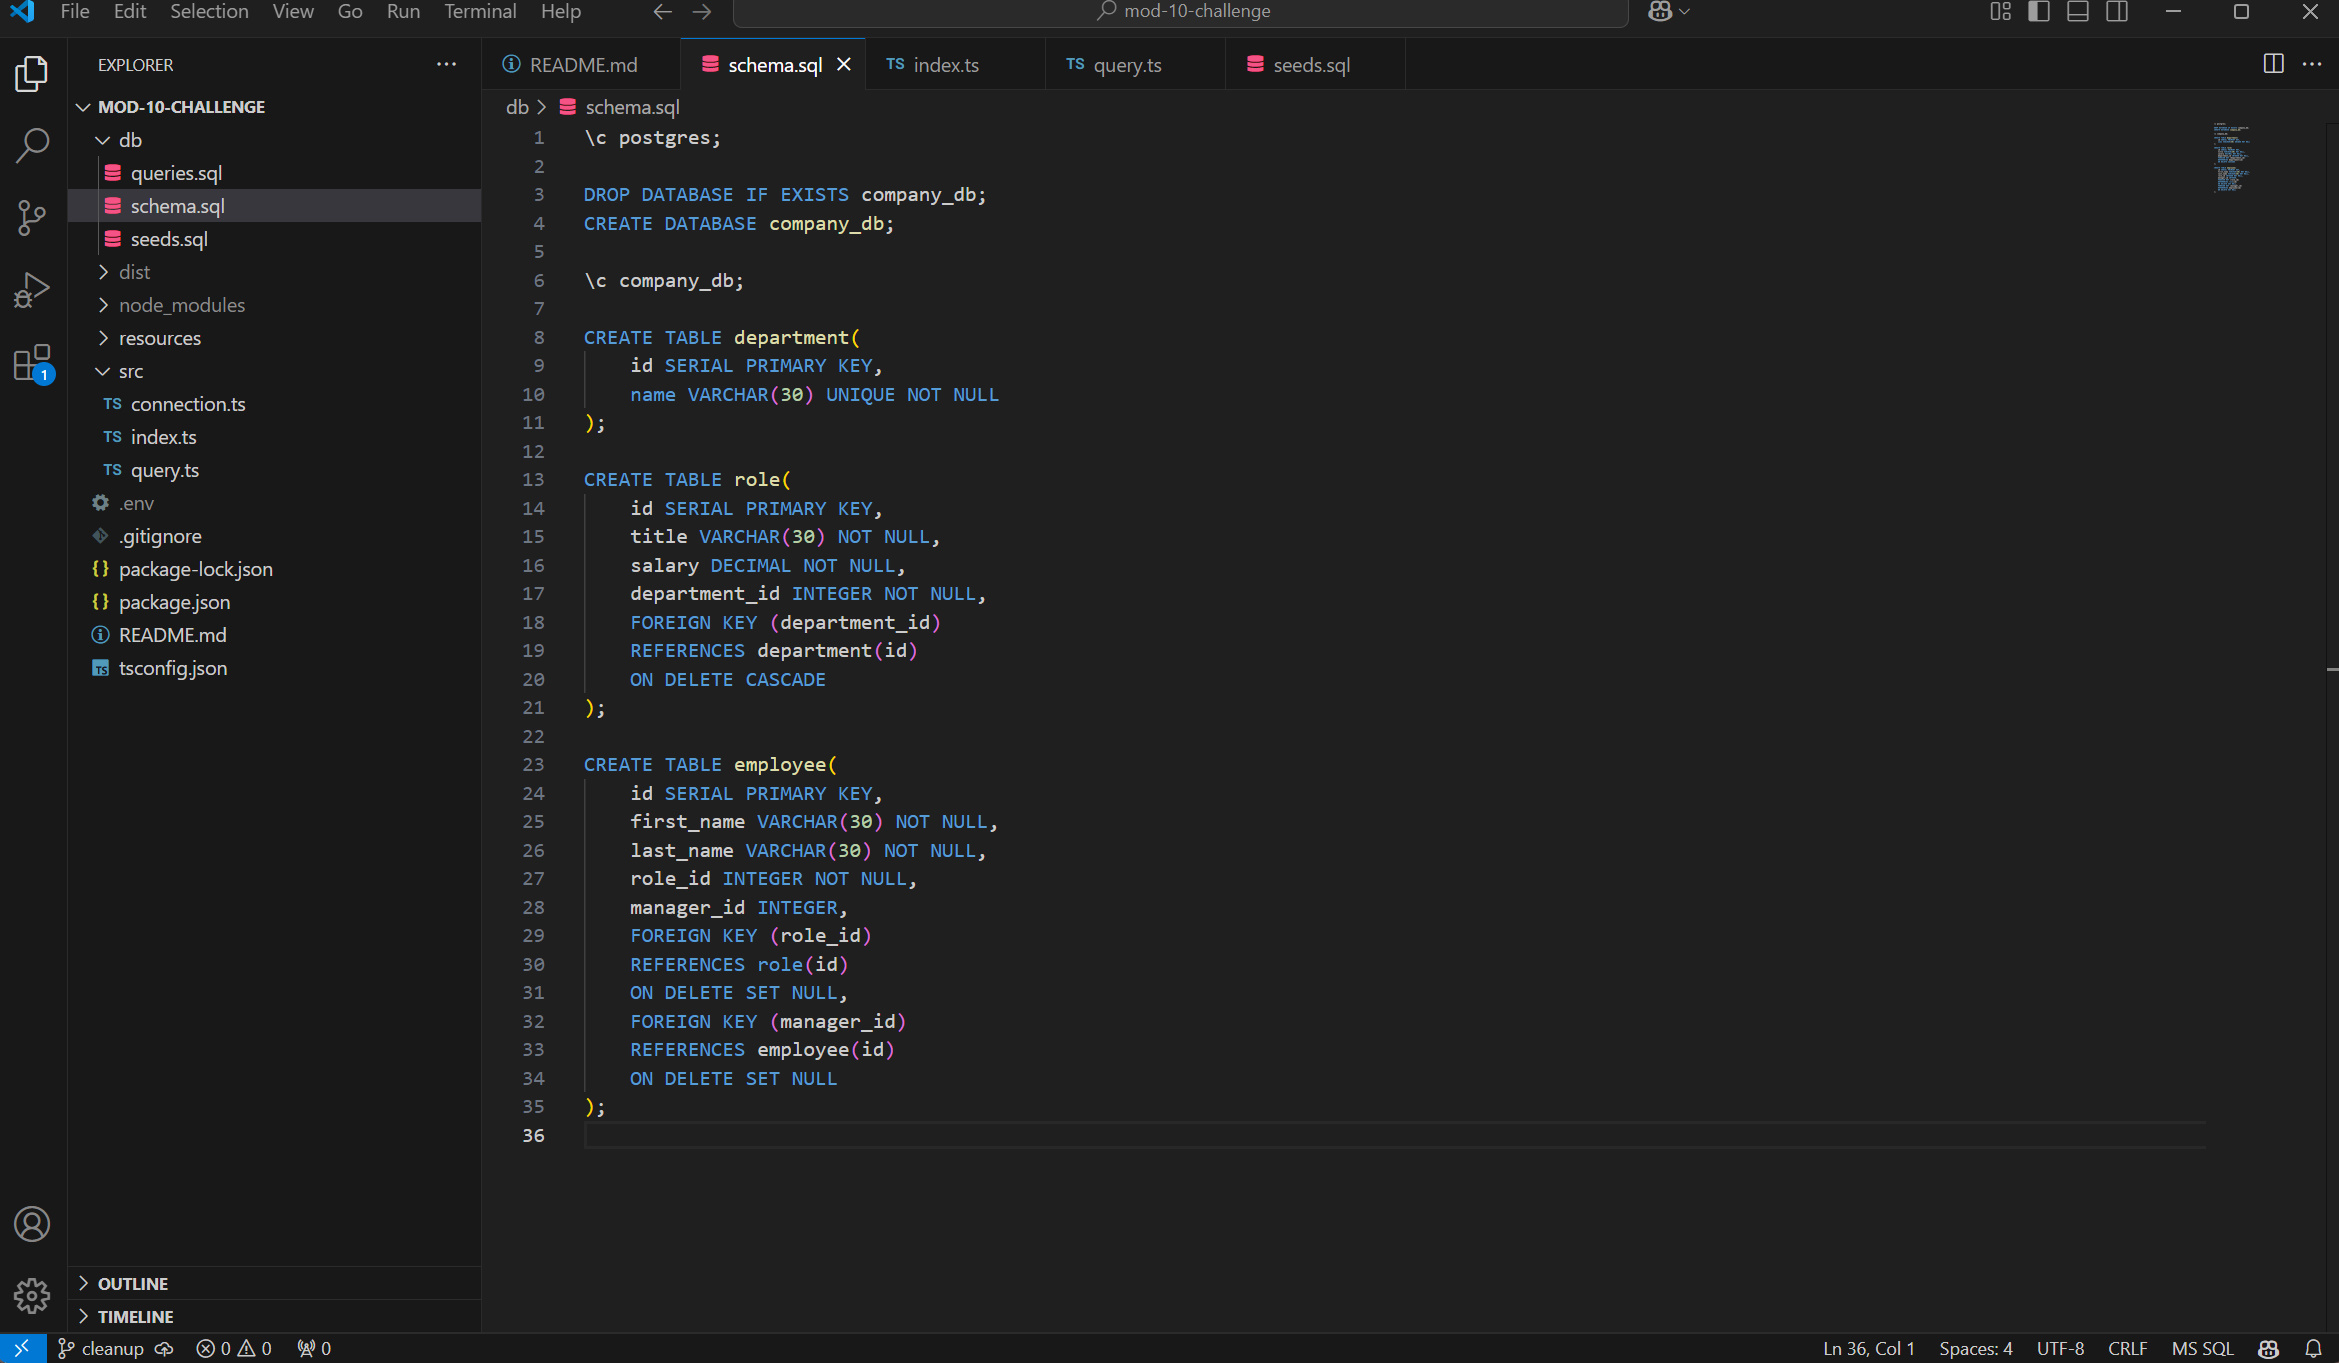 File Edit Selection View Go Run Terminal Help
mod-10-challenge
EXPLORER
MOD-10-CHALLENGE
db
queries.sql
schema.sql
seeds.sql
dist
node_modules
resources
src
TS connection.ts
TS index.ts
TS query.ts
.env
.gitignore
{} package-lock.json
{} package.json
README.md
TS tsconfig.json
OUTLINE
TIMELINE
1
README.md
schema.sql
TS index.ts
TS query.ts
seeds.sql
db > schema.sql
1 \c postgres;
2
3 DROP DATABASE IF EXISTS company_db;
4 CREATE DATABASE company_db;
5
6 \c company_db;
7
8 CREATE TABLE department(
9 id SERIAL PRIMARY KEY,
10 name VARCHAR(30) UNIQUE NOT NULL
11 );
12
13 CREATE TABLE role(
14 id SERIAL PRIMARY KEY,
15 title VARCHAR(30) NOT NULL,
16 salary DECIMAL NOT NULL,
17 department_id INTEGER NOT NULL,
18 FOREIGN KEY (department_id)
19 REFERENCES department(id)
20 ON DELETE CASCADE
21 );
22
23 CREATE TABLE employee(
24 id SERIAL PRIMARY KEY,
25 first_name VARCHAR(30) NOT NULL,
26 last_name VARCHAR(30) NOT NULL,
27 role_id INTEGER NOT NULL,
28 manager_id INTEGER,
29 FOREIGN KEY (role_id)
30 REFERENCES role(id)
31 ON DELETE SET NULL,
32 FOREIGN KEY (manager_id)
33 REFERENCES employee(id)
34 ON DELETE SET NULL
35 );
36
cleanup 0 0 0
Ln 36, Col 1 Spaces: 4 UTF-8 CRLF MS SQL